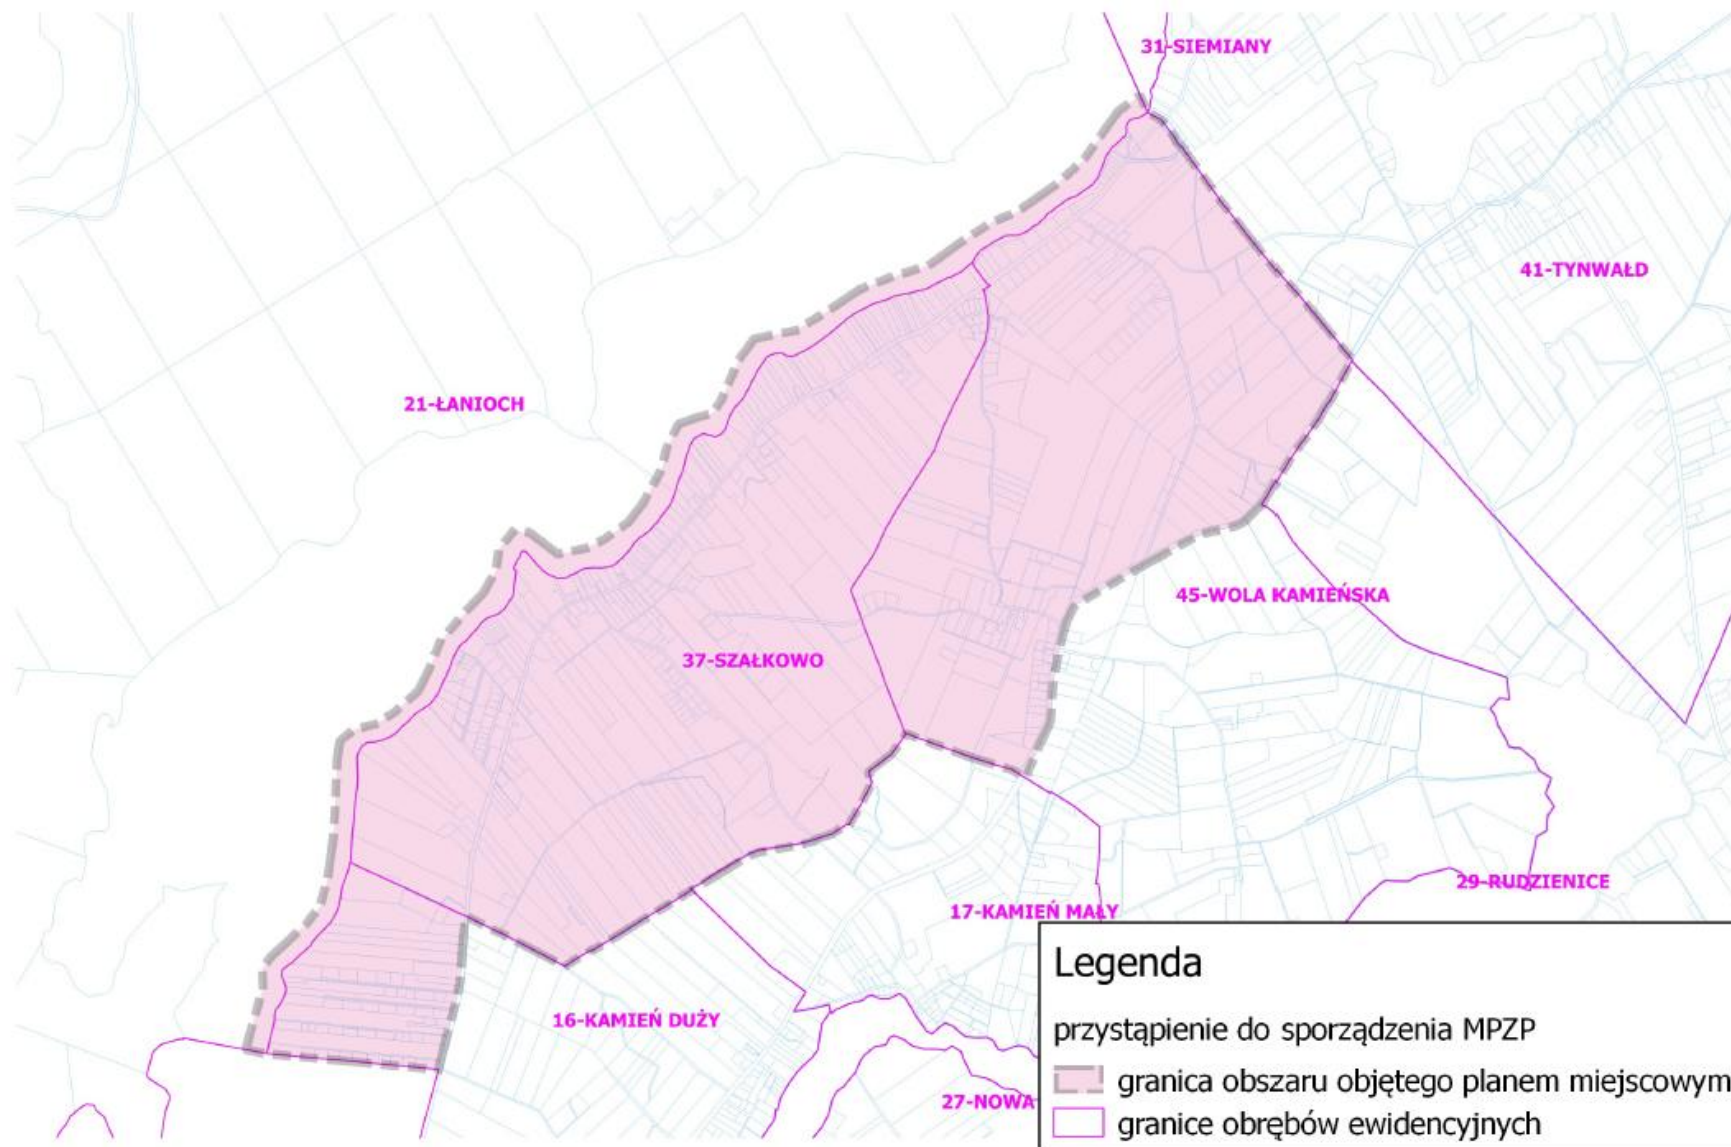 31-SIEMIANY
41-TYNWAŁD
21-ŁANIOCH
45-WOLA KAMIEŃSKA
37-SZAŁKOWO
29-RUDZIENICE
17-KAMIEŃ MAŁY
16-KAMIEŃ DUŻY
27-NOWA
Legenda
przystąpienie do sporządzenia MPZP
granica obszaru objętego planem miejscowym
granice obrębów ewidencyjnych